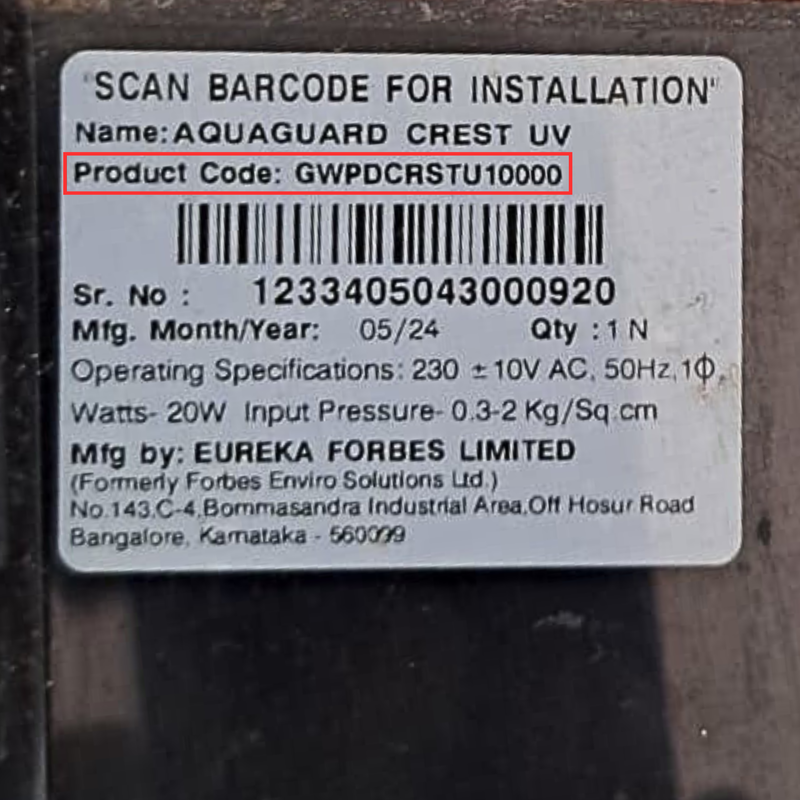 "SCAN BARCODE FOR INSTALLATION"
Name: AQUAGUARD CREST UV
Product Code: GWPDCRSTU10000
Sr. No : 1233405043000920
Mfg. Month/Year: 05/24 Qty : 1 N
Operating Specifications: 230 ± 10V AC, 50Hz, 1Φ,
Watts- 20W Input Pressure- 0.3-2 Kg/Sq.cm
Mfg by: EUREKA FORBES LIMITED
(Formerly Forbes Enviro Solutions Ltd.)
No.143,C-4,Bommasandra Industrial Area,Off Hosur Road
Bangalore, Karnataka - 560099